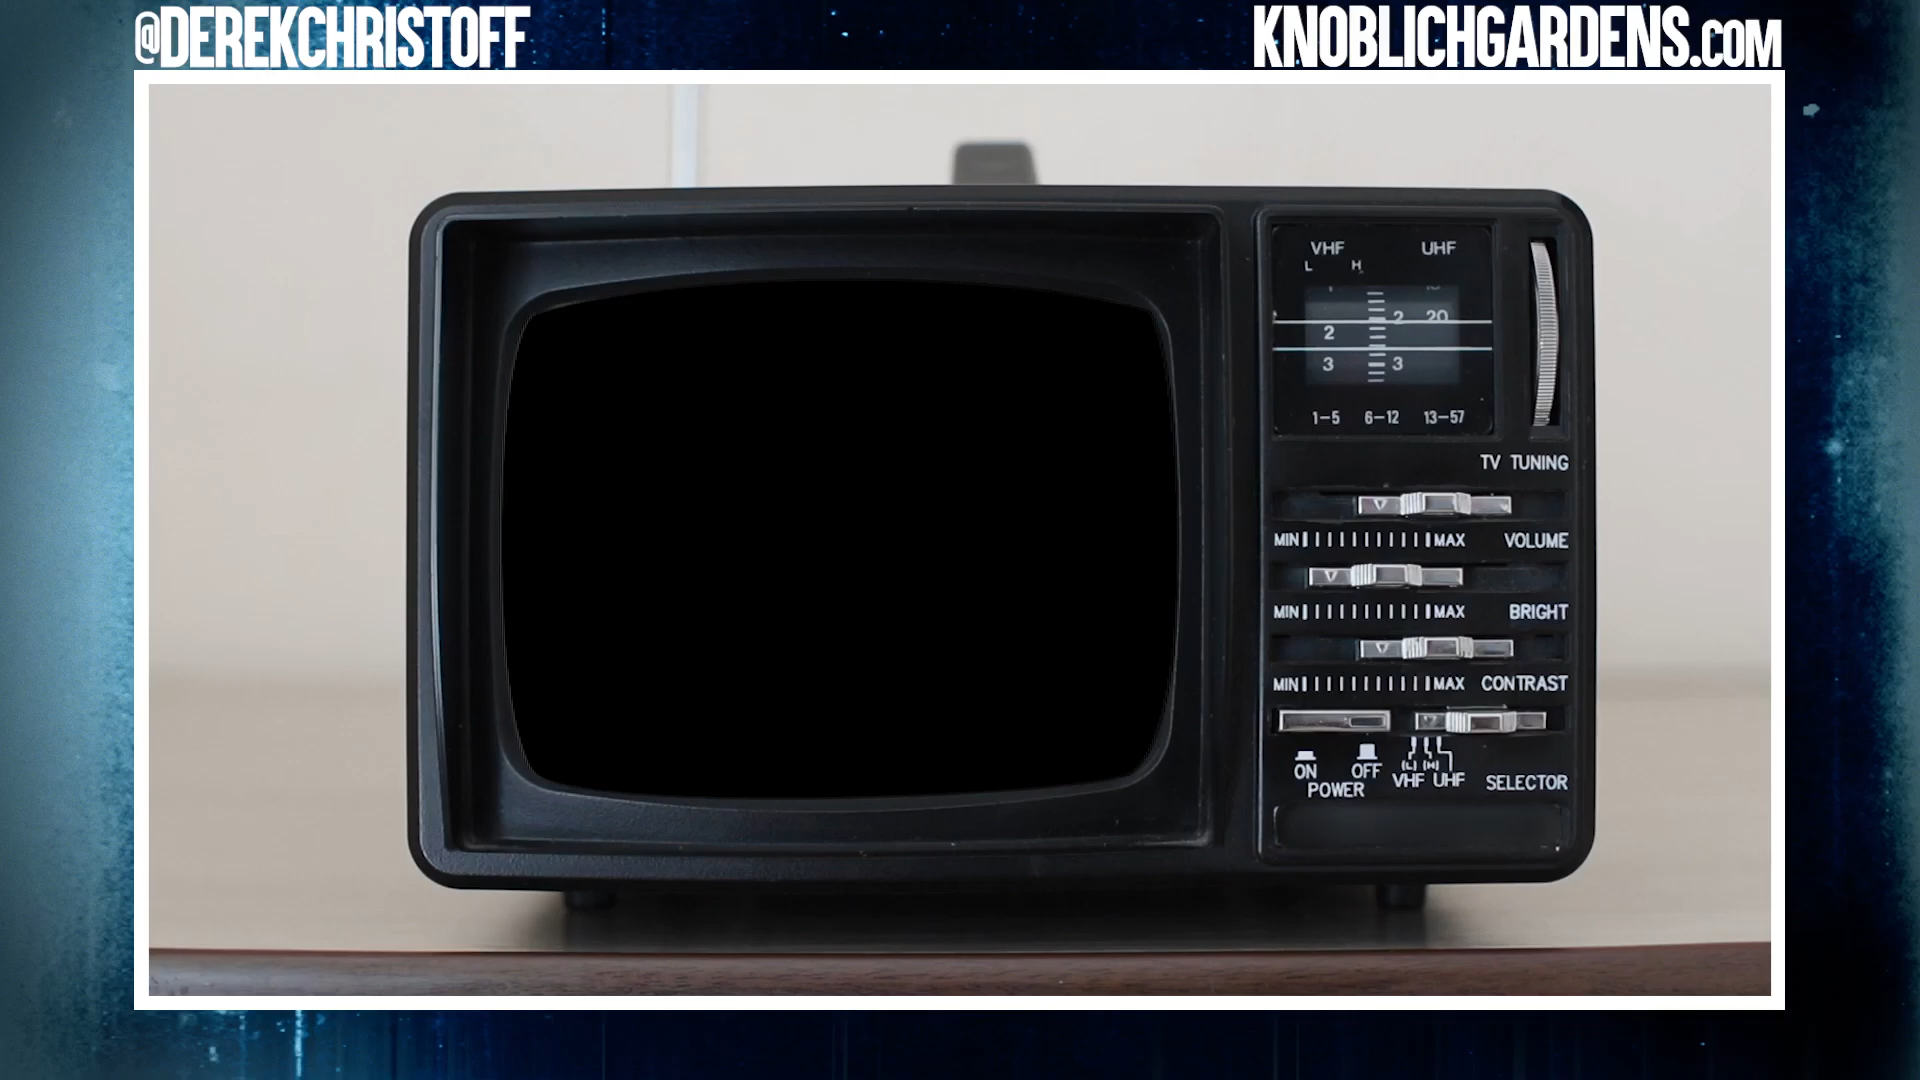 @DEREKCHRISTOFF
KNOBLICHGARDENS.COM
VHF UHF
L H
2 20
2
3 3
1-5 6-12 13-57
TV TUNING
MIN MAX VOLUME
MIN MAX BRIGHT
MIN MAX CONTRAST
ON OFF
POWER
(L) (H)
VHF UHF
SELECTOR